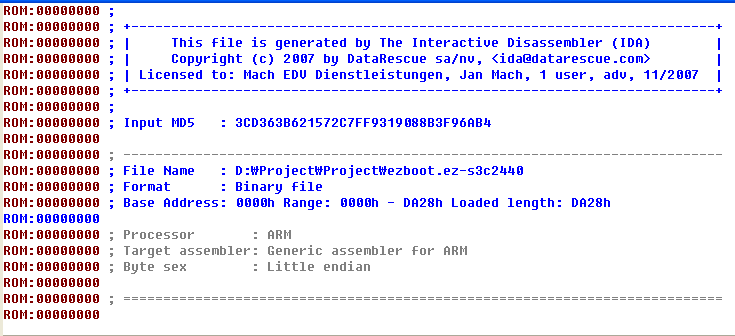 ROM:00000000 ;
ROM:00000000 ; +-------------------------------------------------------------------------+
ROM:00000000 ; |     This file is generated by The Interactive Disassembler (IDA)        |
ROM:00000000 ; |     Copyright (c) 2007 by DataRescue sa/nv, <ida@datarescue.com>        |
ROM:00000000 ; | Licensed to: Mach EDV Dienstleistungen, Jan Mach, 1 user, adv, 11/2007  |
ROM:00000000 ; +-------------------------------------------------------------------------+
ROM:00000000 ;
ROM:00000000 ; Input MD5   : 3CD363B621572C7FF9319088B3F96AB4
ROM:00000000
ROM:00000000 ; ---------------------------------------------------------------------------
ROM:00000000 ; File Name   : D:₩Project₩Project₩ezboot.ez-s3c2440
ROM:00000000 ; Format      : Binary file
ROM:00000000 ; Base Address: 0000h Range: 0000h - DA28h Loaded length: DA28h
ROM:00000000
ROM:00000000 ; Processor       : ARM
ROM:00000000 ; Target assembler: Generic assembler for ARM
ROM:00000000 ; Byte sex        : Little endian
ROM:00000000
ROM:00000000 ; ===========================================================================
ROM:00000000